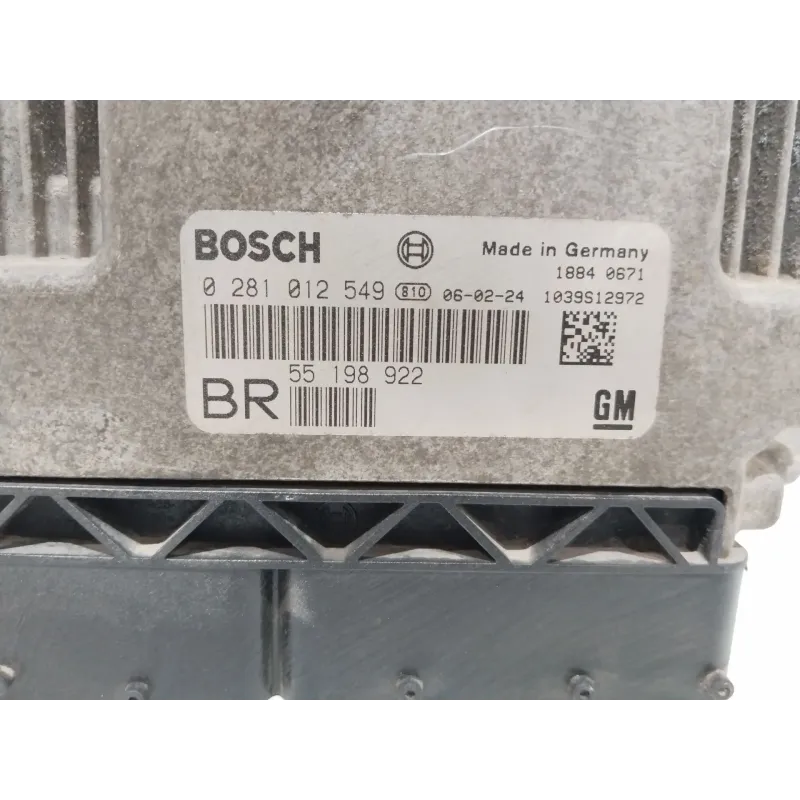 BOSCH Made in Germany
1884 0671
0 281 012 549 810 06-02-24 1039S12972
55 198 922
BR
GM